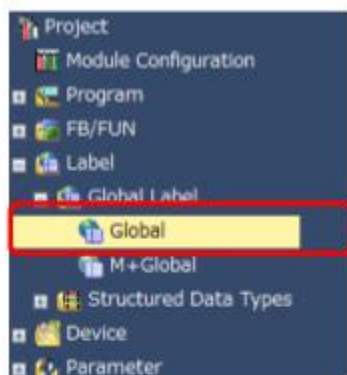 Project
Module Configuration
Program
FB/FUN
Label
Global Label
Global
M+Global
Structured Data Types
Device
Parameter